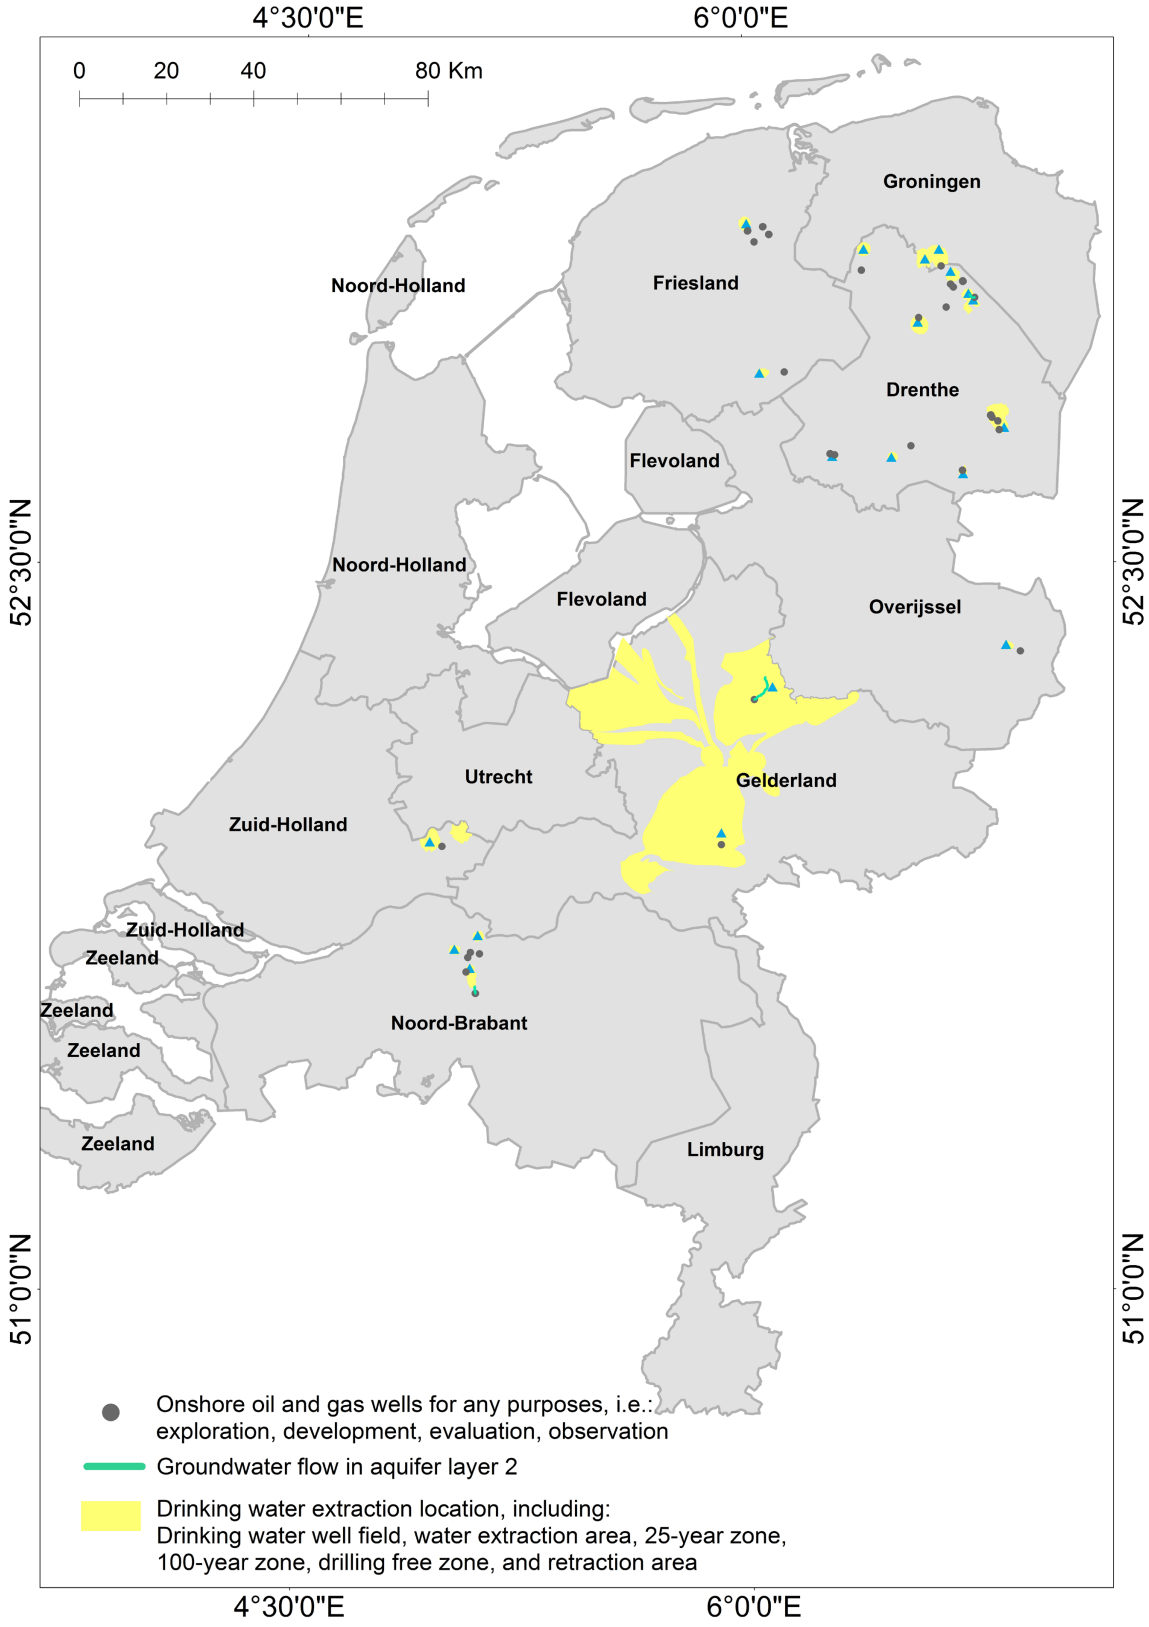 4°30'0"E
6°0'0"E
0 20 40 80 Km
Groningen
Noord-Holland
Friesland
Drenthe
Flevoland
52°30'0"N
52°30'0"N
Noord-Holland
Flevoland
Overijssel
Utrecht
Gelderland
Zuid-Holland
Zuid-Holland
Zeeland
Zeeland
Noord-Brabant
Zeeland
Zeeland
Limburg
51°0'0"N
51°0'0"N
Onshore oil and gas wells for any purposes, i.e.:
exploration, development, evaluation, observation
Groundwater flow in aquifer layer 2
Drinking water extraction location, including:
Drinking water well field, water extraction area, 25-year zone,
100-year zone, drilling free zone, and retraction area
4°30'0"E
6°0'0"E